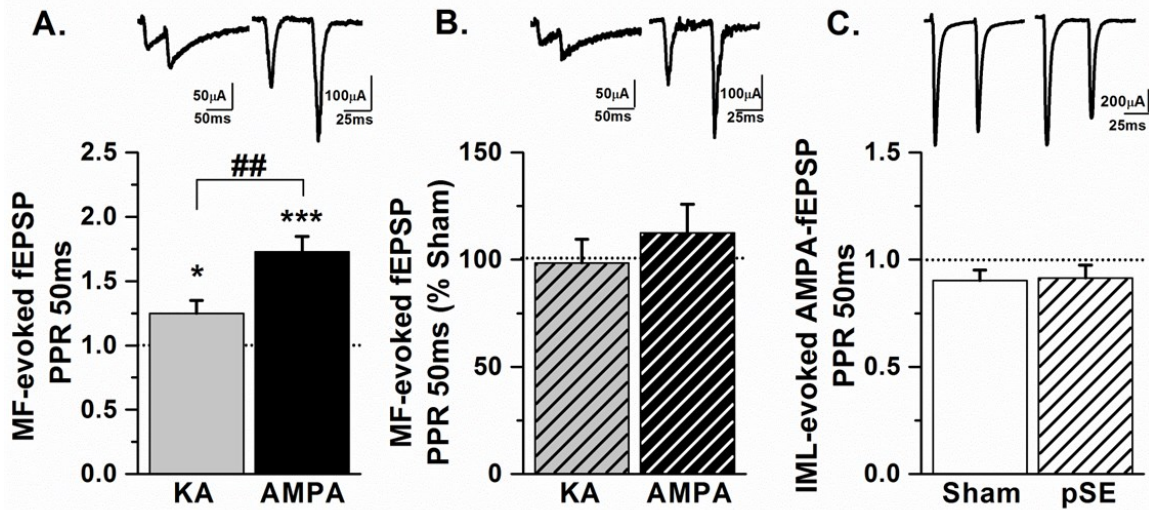 A.
50μA
50ms
100μA
25ms
MF-evoked fEPSP
PPR 50ms
2.5
2.0
1.5
1.0
0.5
0.0
##
*
***
KA
AMPA
B.
50μA
50ms
100μA
25ms
MF-evoked fEPSP
PPR 50ms (% Sham)
150
100
50
0
KA
AMPA
C.
200μA
25ms
IML-evoked AMPA-fEPSP
PPR 50ms
1.5
1.0
0.5
0.0
Sham
pSE